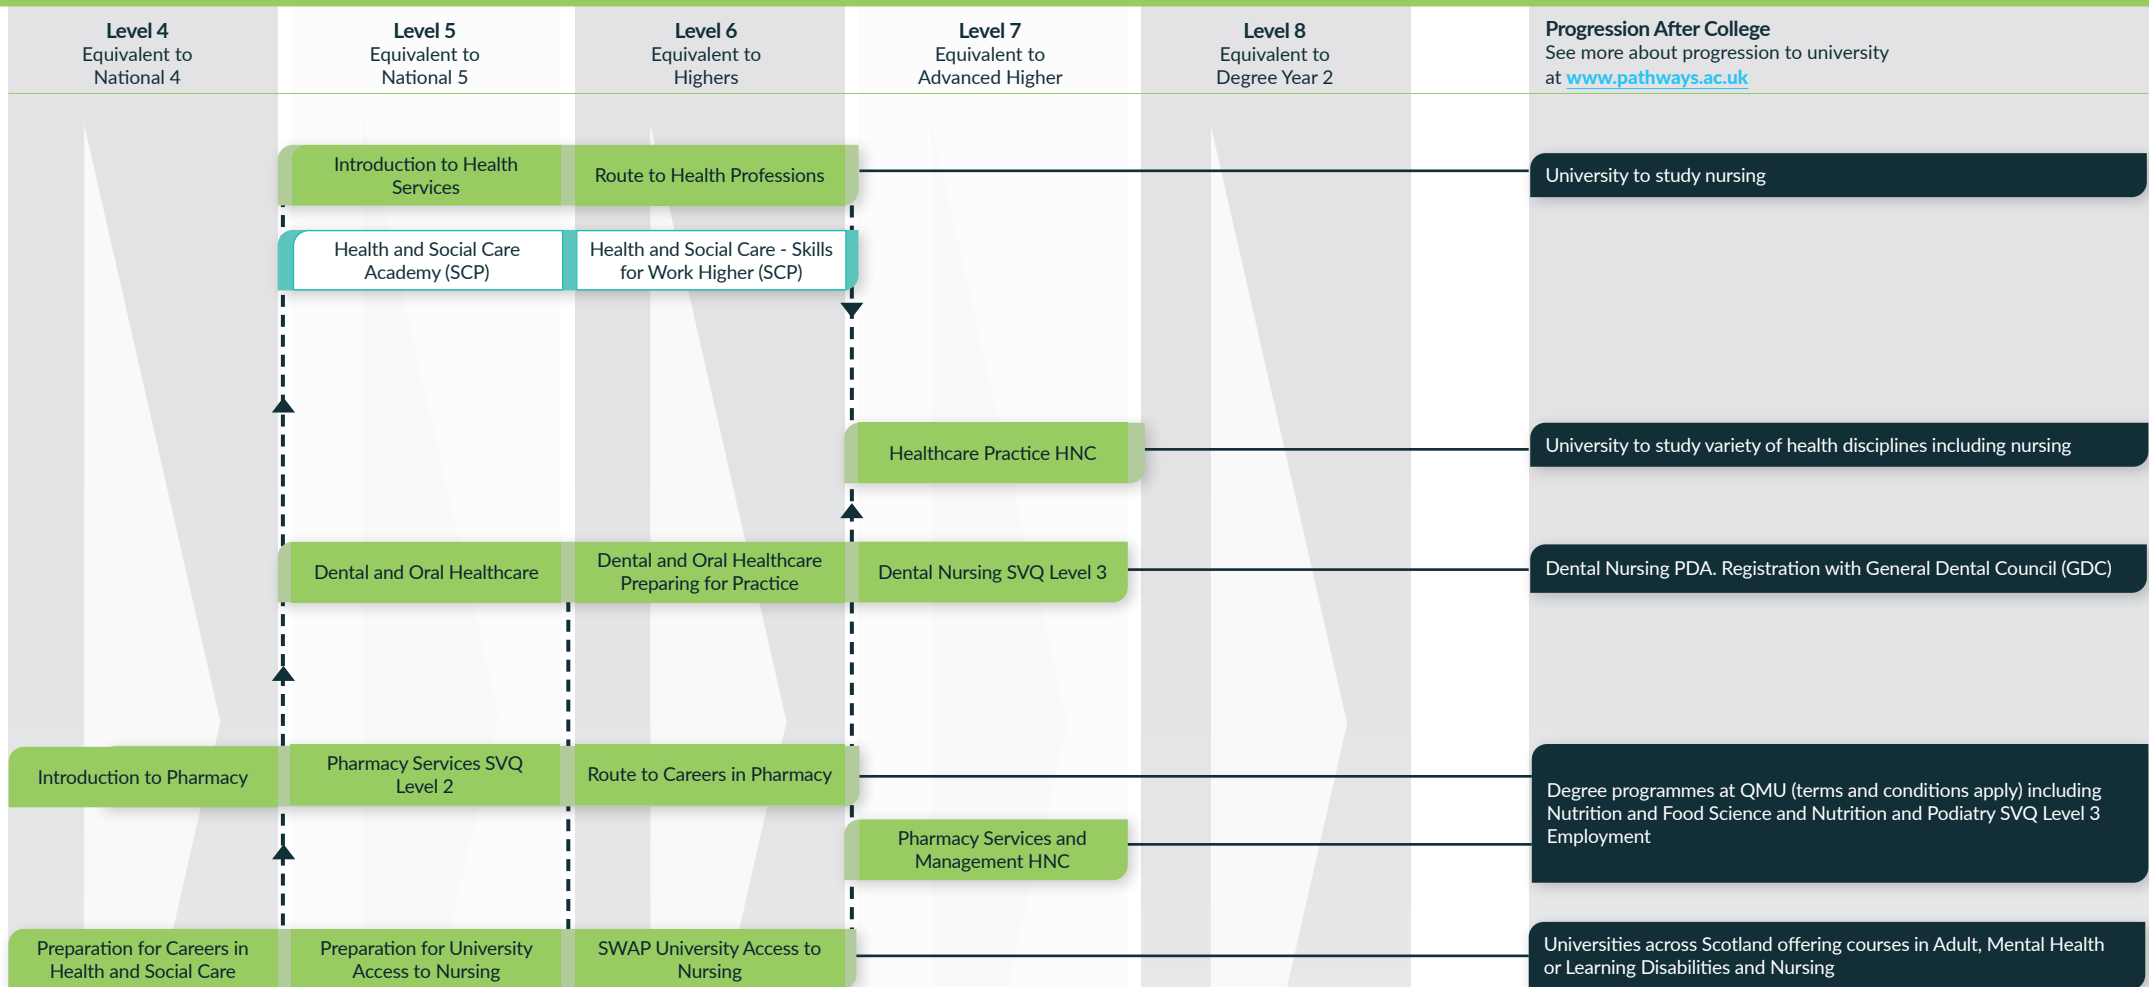 Level 4
Equivalent to
National 4
Level 5
Equivalent to
National 5
Level 6
Equivalent to
Highers
Level 7
Equivalent to
Advanced Higher
Level 8
Equivalent to
Degree Year 2
Progression After College
See more about progression to university
at www.pathways.ac.uk
Introduction to Health
Services
Route to Health Professions
University to study nursing
Health and Social Care
Academy (SCP)
Health and Social Care - Skills
for Work Higher (SCP)
Healthcare Practice HNC
University to study variety of health disciplines including nursing
Dental and Oral Healthcare
Dental and Oral Healthcare
Preparing for Practice
Dental Nursing SVQ Level 3
Dental Nursing PDA. Registration with General Dental Council (GDC)
Introduction to Pharmacy
Pharmacy Services SVQ
Level 2
Route to Careers in Pharmacy
Pharmacy Services and
Management HNC
Degree programmes at QMU (terms and conditions apply) including
Nutrition and Food Science and Nutrition and Podiatry SVQ Level 3
Employment
Preparation for Careers in
Health and Social Care
Preparation for University
Access to Nursing
SWAP University Access to
Nursing
Universities across Scotland offering courses in Adult, Mental Health
or Learning Disabilities and Nursing